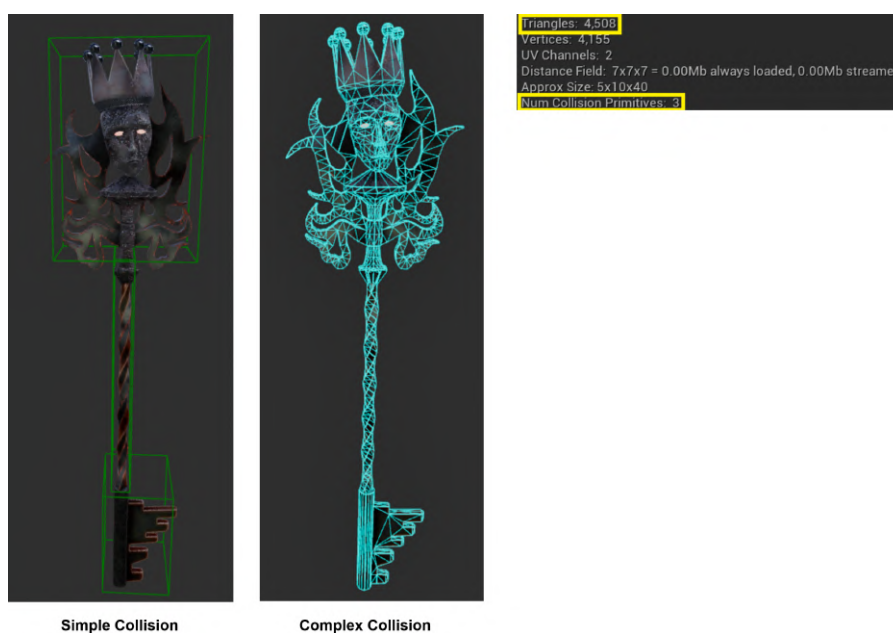 Triangles: 4,508
Vertices: 4,155
UV Channels: 2
Distance Field: 7x7x7 = 0.00Mb always loaded, 0.00Mb streame
Approx Size: 5x10x40
Num Collision Primitives: 3
Simple Collision
Complex Collision